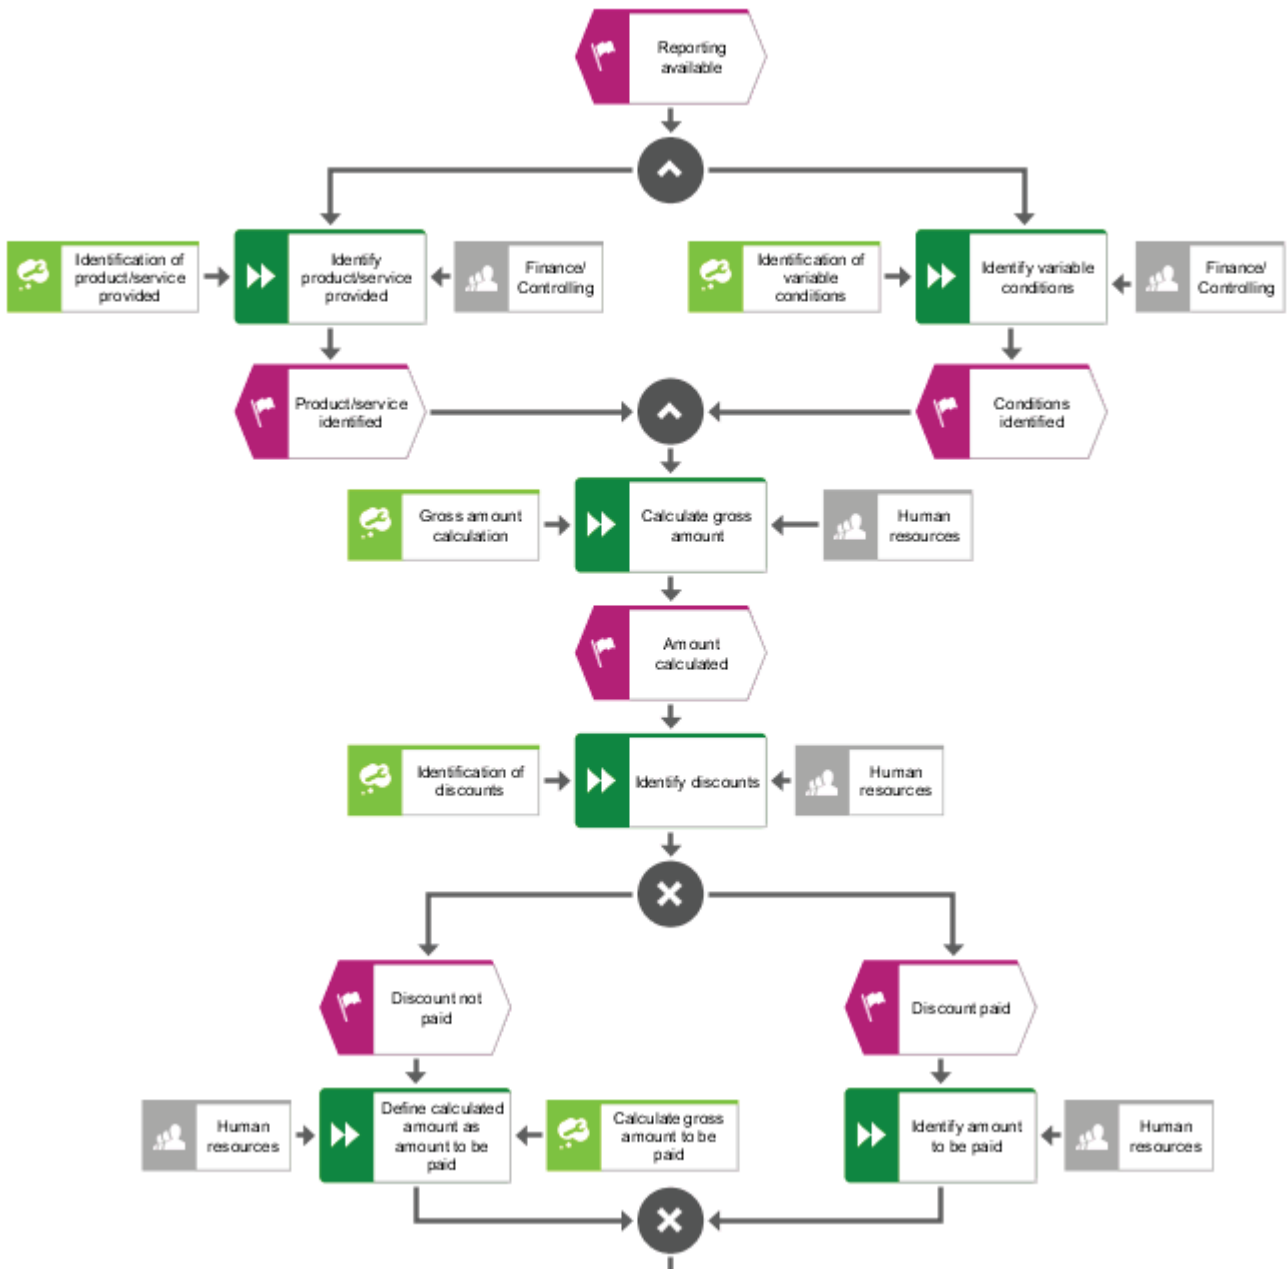 Reporting
available
Identification of
product/service
provided
Identify
product/service
provided
Finance/
Controlling
Identification of
variable
conditions
Identify variable
conditions
Finance/
Controlling
Product/service
identified
Conditions
identified
Gross amount
calculation
Calculate gross
amount
Human
resources
Amount
calculated
Identification of
discounts
Identify discounts
Human
resources
Discount not
paid
Discount paid
Human
resources
Define calculated
amount as
amount to be
paid
Calculate gross
amount to be
paid
Identify amount
to be paid
Human
resources